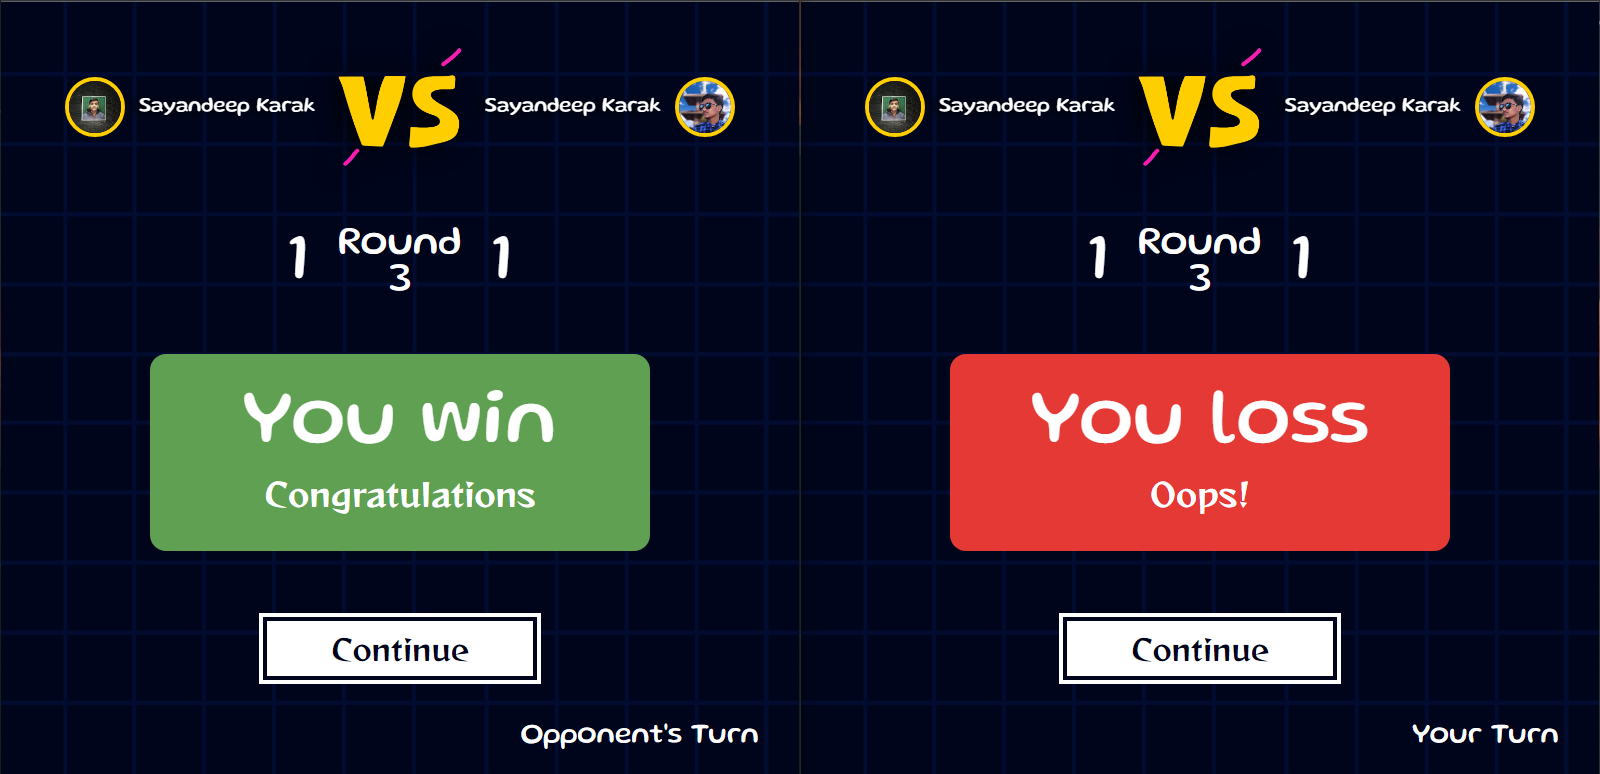 Sayandeep Karak VS Sayandeep Karak
1 Round 1
3
You win
Congratulations
Continue
Opponent's Turn
Sayandeep Karak VS Sayandeep Karak
1 Round 1
3
You loss
Oops!
Continue
Your Turn